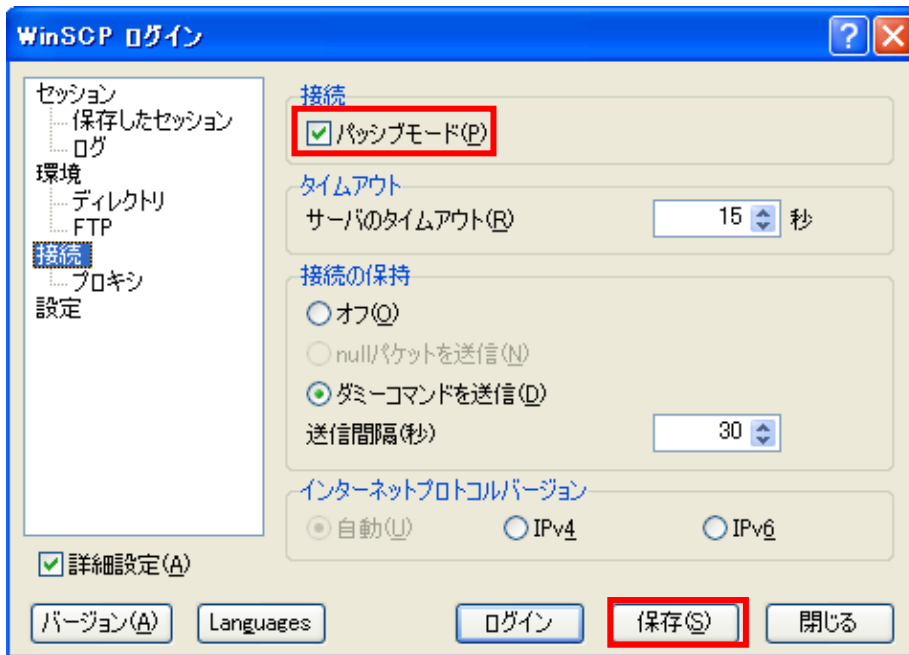 WinSCP ログイン
セッション
保存したセッション
ログ
環境
ディレクトリ
FTP
接続
プロキシ
設定
詳細設定(A)
接続
パッシブモード(P)
タイムアウト
サーバのタイムアウト(R) 15 秒
接続の保持
オフ(O)
nullパケットを送信(N)
ダミーコマンドを送信(D)
送信間隔(秒) 30
インターネットプロトコルバージョン
自動(U) IPv4 IPv6
バージョン(A) Languages ログイン 保存(S) 閉じる